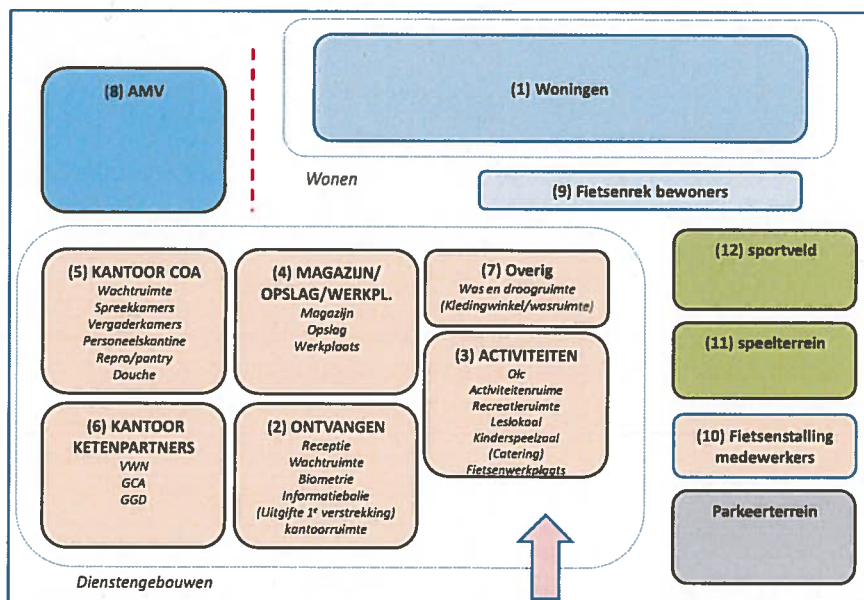 (8) AMV
(1) Woningen
Wonen
(9) Fietsenrek bewoners
(5) KANTOOR COA
Wachtruimte
Spreekkamers
Vergaderkamers
Personeelskantine
Repro/pantry
Douche
(4) MAGAZIJN/
OPSLAG/WERKPL.
Magazijn
Opslag
Werkplaats
(7) Overig
Was en droogruimte
(Kledingwinkel/wasruimte)
(12) sportveld
(3) ACTIVITEITEN
Olc
Activiteitenruime
Recreatieruimte
Leslokaal
Kinderspeelzaal
(Catering)
Fietsenwerkplaats
(11) speelterrein
(6) KANTOOR
KETENPARTNERS
VWN
GCA
GGD
(2) ONTVANGEN
Receptie
Wachtruimte
Biometrie
Informatiebalie
(Uitgifte 1e verstrekking)
kantoorruimte
(10) Fietsenstalling
medewerkers
Parkeerterrein
Dienstengebouwen